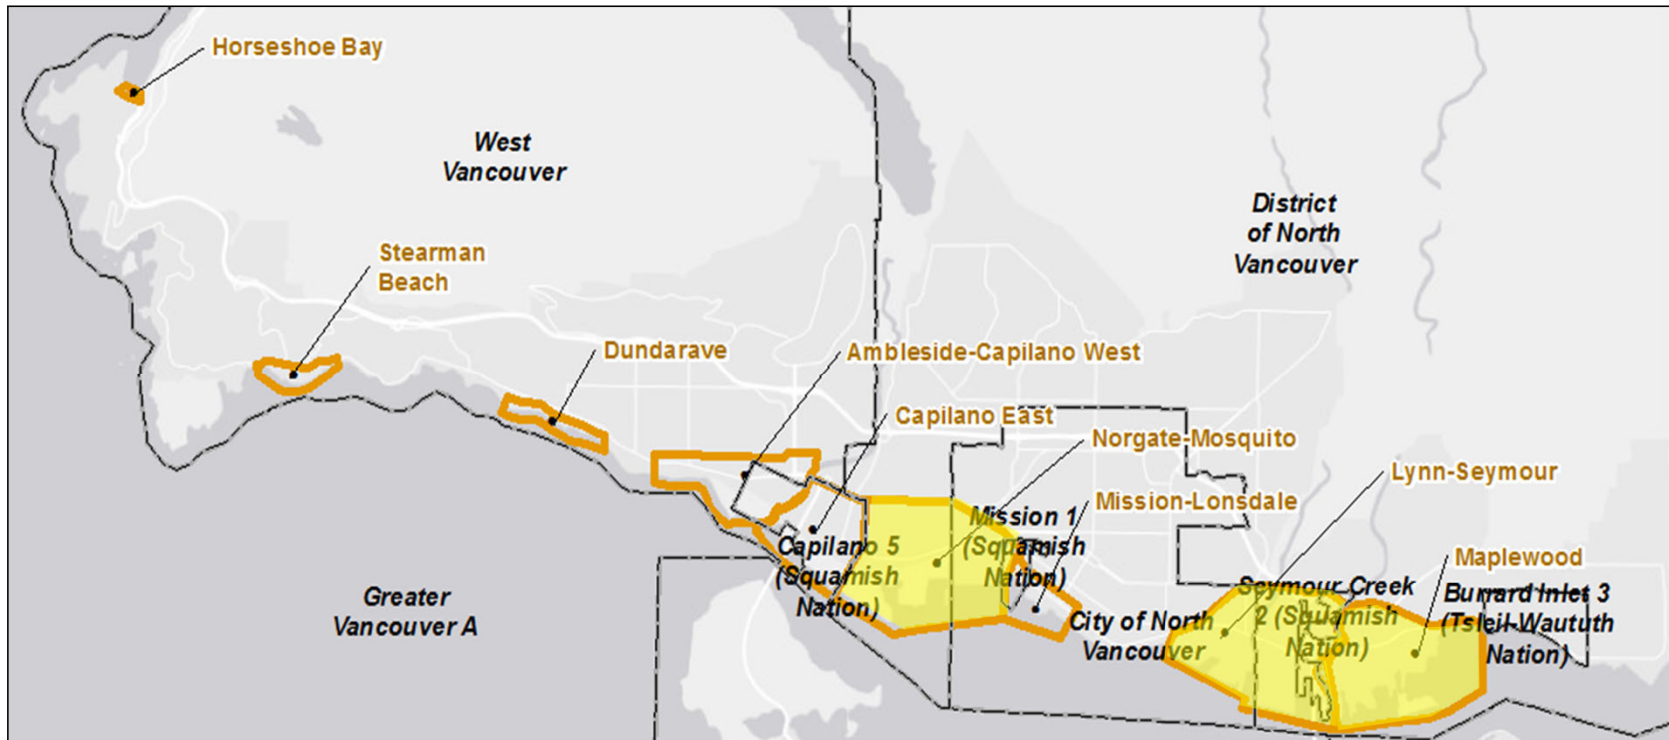 Horseshoe Bay
West
Vancouver
District
of North
Vancouver
Stearman
Beach
Dundarave
Ambleside-Capilano West
Capilano East
Norgate-Mosquito
Lynn-Seymour
Mission-Lonsdale
Mission 1
(Squamish
Nation)
Capilano 5
(Squamish
Nation)
Maplewood
Seymour Creek
2 (Squamish
Nation)
Burrard Inlet 3
(Tsleil-Waututh
Nation)
Greater
Vancouver A
City of North
Vancouver